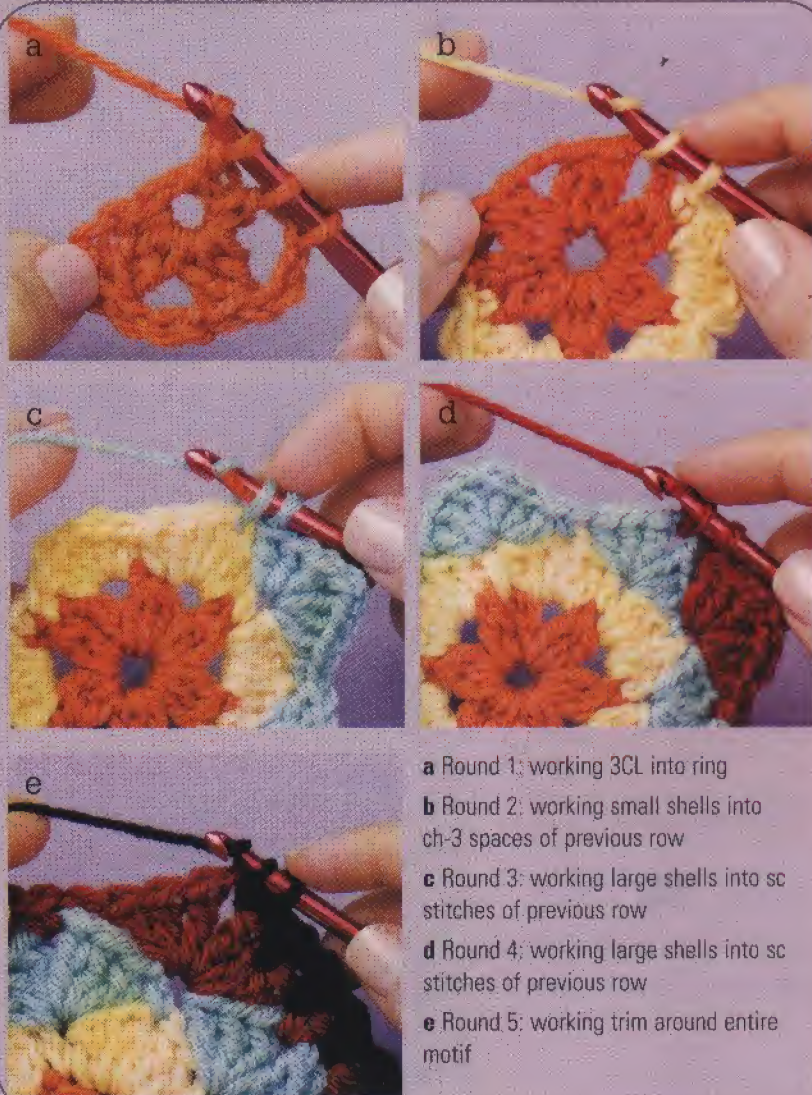 a
b
c
d
e
a Round 1: working 3CL into ring
b Round 2: working small shells into
ch-3 spaces of previous row
c Round 3: working large shells into sc
stitches of previous row
d Round 4: working large shells into sc
stitches of previous row
e Round 5: working trim around entire
motif